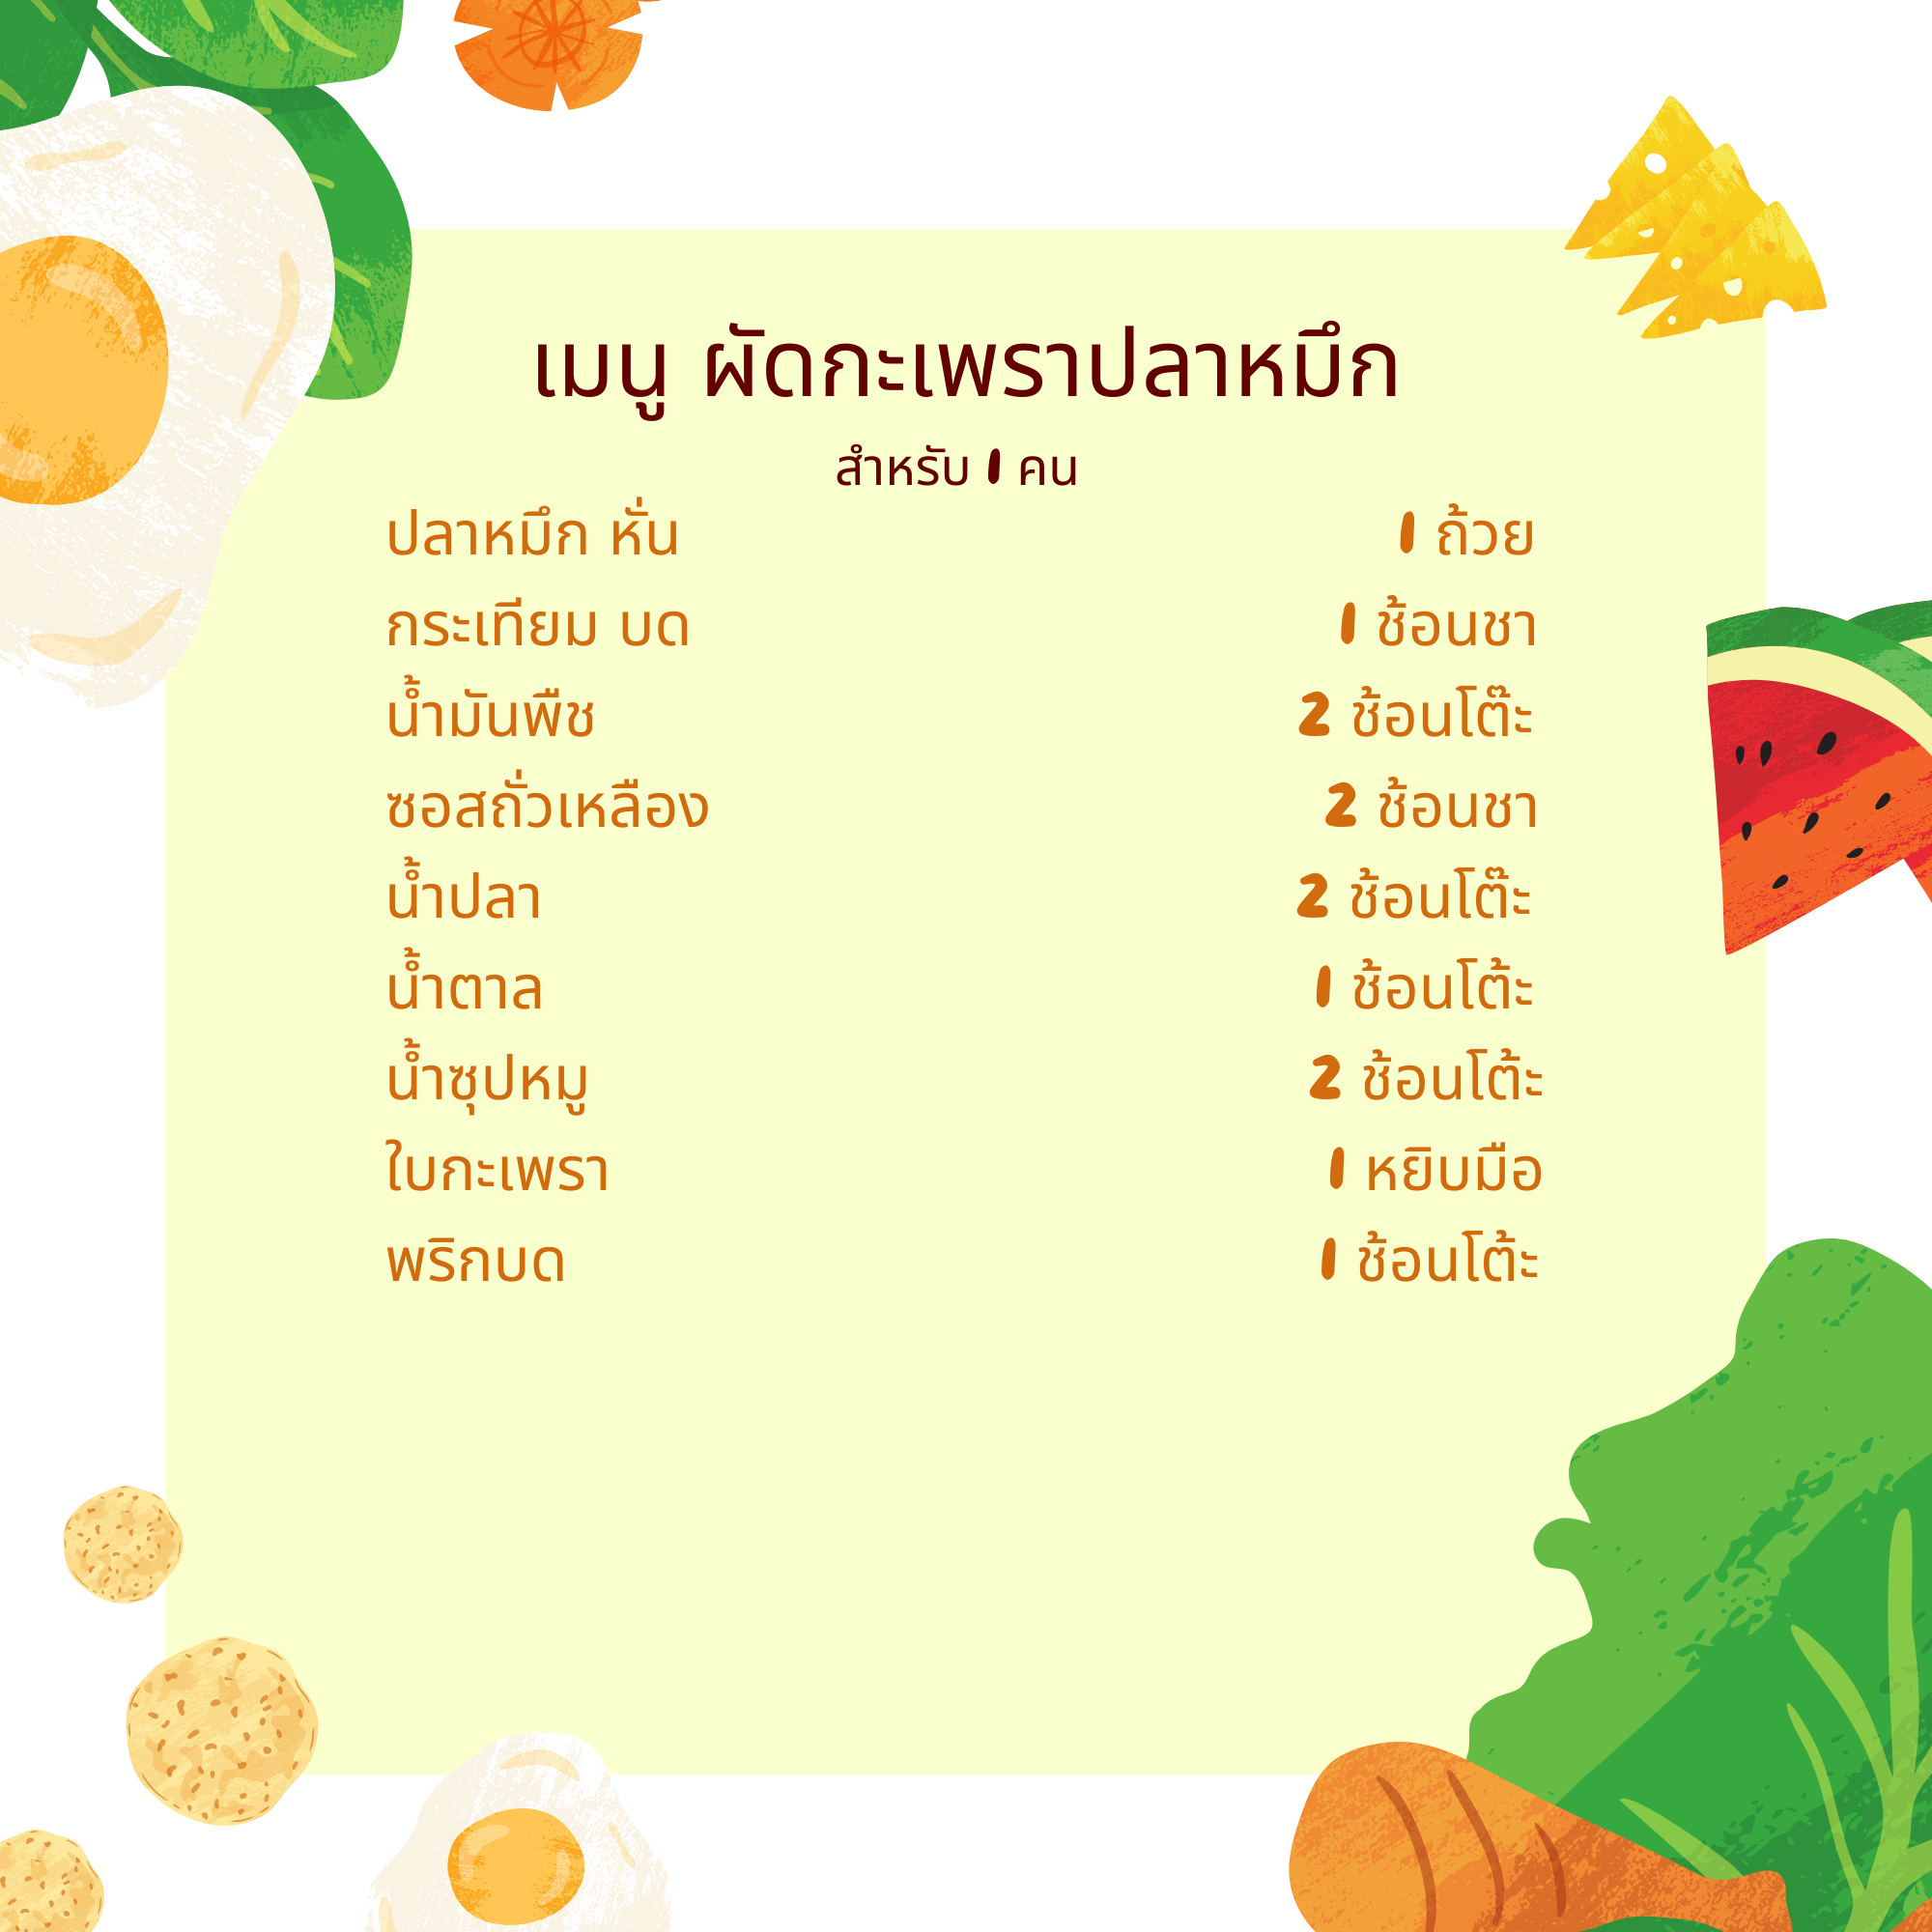 เมนู ผัดกะเพราปลาหมึก
สำหรับ 1 คน
ปลาหมึก หั่น 1 ถ้วย
กระเทียม บด 1 ช้อนชา
น้ำมันพืช 2 ช้อนโต๊ะ
ซอสถั่วเหลือง 2 ช้อนชา
น้ำปลา 2 ช้อนโต๊ะ
น้ำตาล 1 ช้อนโต้ะ
น้ำซุปหมู 2 ช้อนโต้ะ
ใบกะเพรา 1 หยิบมือ
พริกบด 1 ช้อนโต้ะ